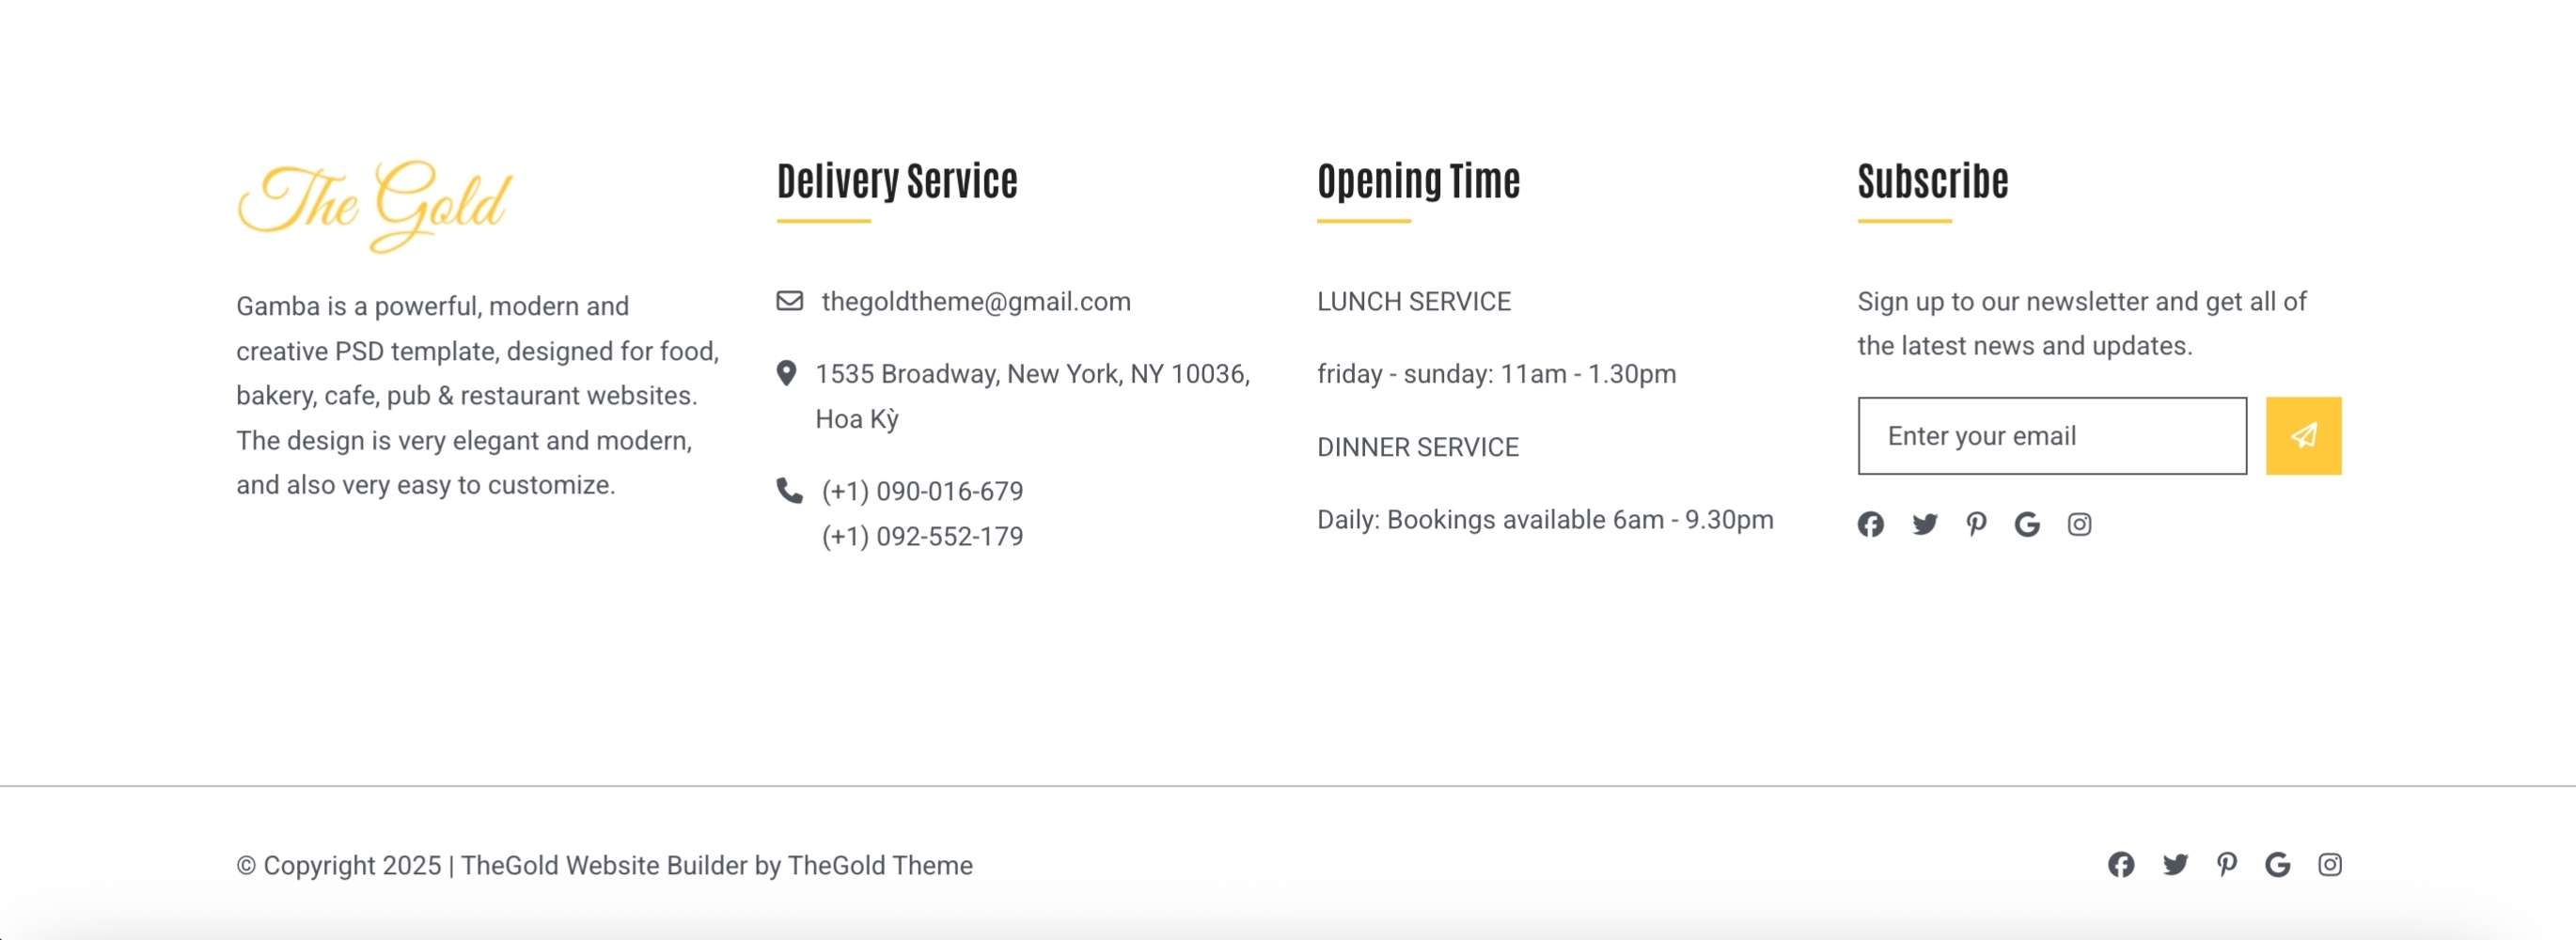 The Gold
Gamba is a powerful, modern and
creative PSD template, designed for food,
bakery, cafe, pub & restaurant websites.
The design is very elegant and modern,
and also very easy to customize.
Delivery Service
thegoldtheme@gmail.com
1535 Broadway, New York, NY 10036,
Hoa Kỳ
(+1) 090-016-679
(+1) 092-552-179
Opening Time
LUNCH SERVICE
friday - sunday: 11am - 1.30pm
DINNER SERVICE
Daily: Bookings available 6am - 9.30pm
Subscribe
Sign up to our newsletter and get all of
the latest news and updates.
Enter your email
© Copyright 2025 | TheGold Website Builder by TheGold Theme